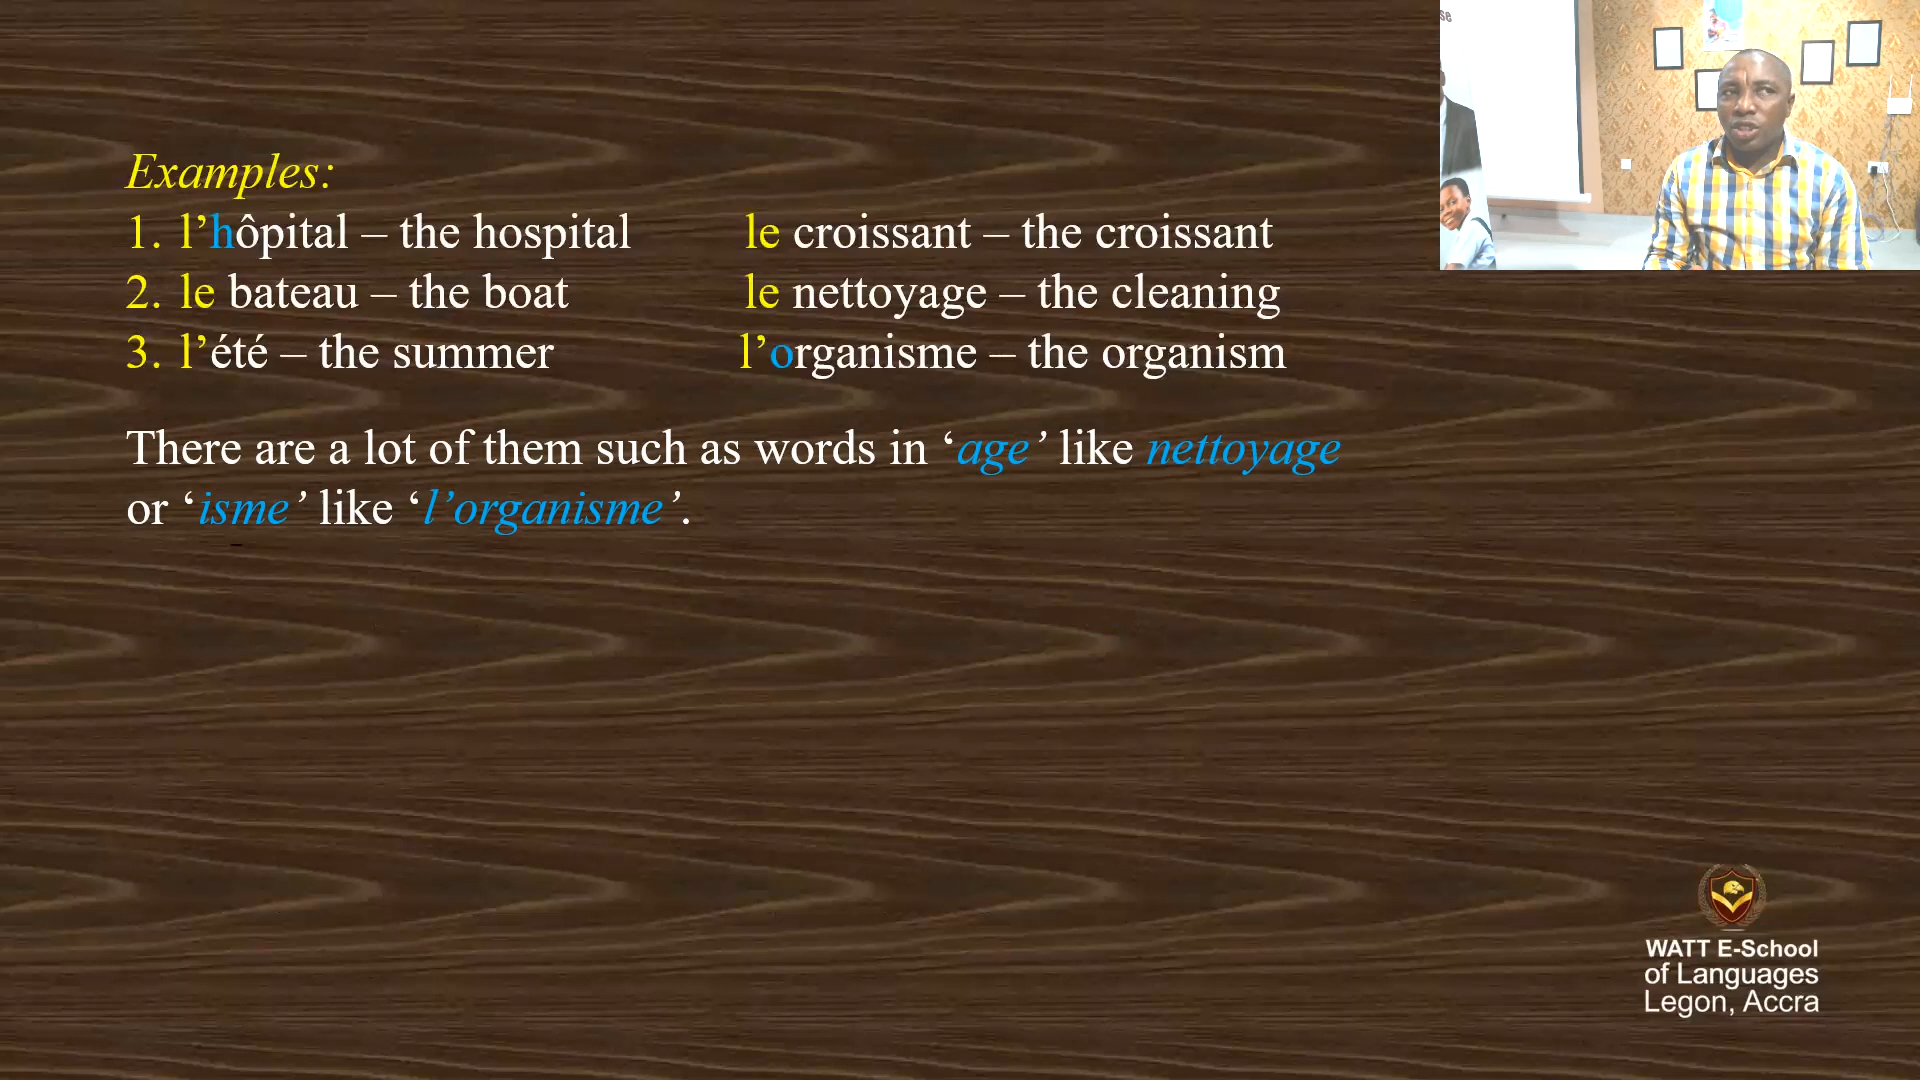 Examples:
1. l’hôpital – the hospital le croissant – the croissant
2. le bateau – the boat le nettoyage – the cleaning
3. l’été – the summer l’organisme – the organism
There are a lot of them such as words in ‘age’ like nettoyage
or ‘isme’ like ‘l’organisme’.
se
WATT E-School
of Languages
Legon, Accra